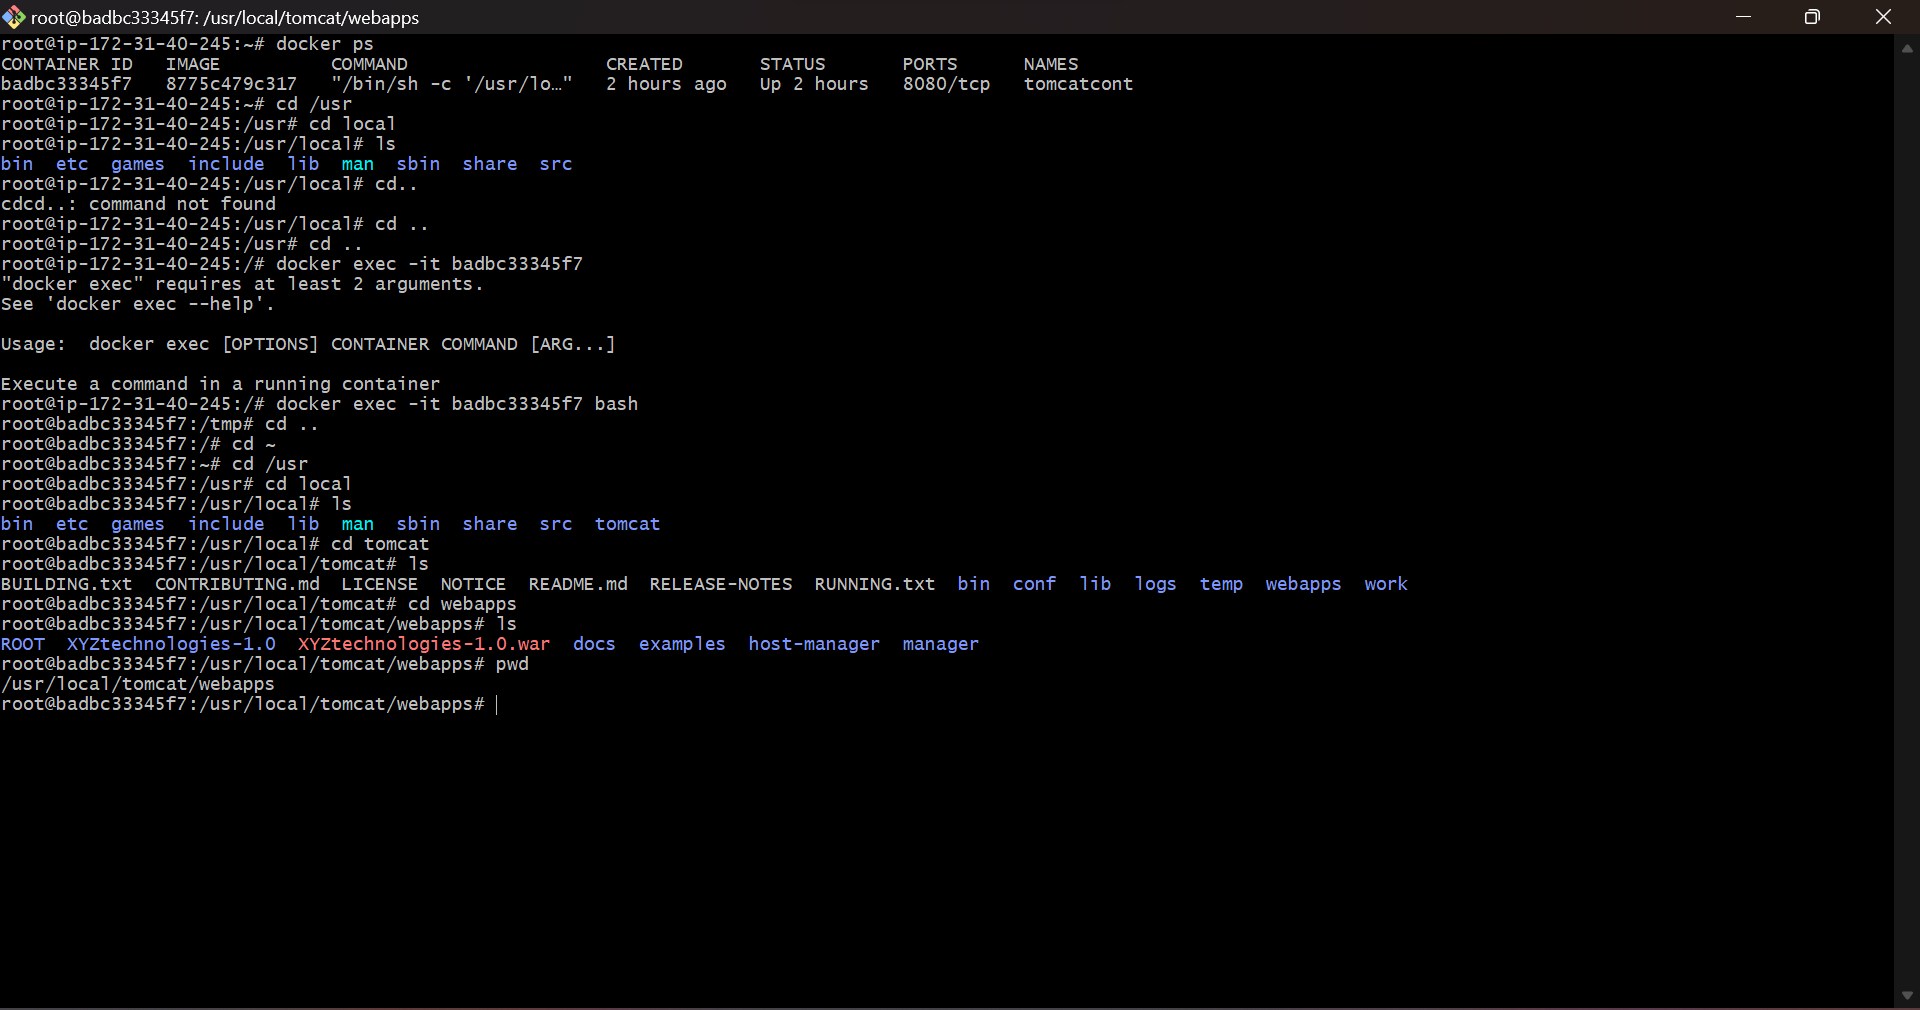 root@badbc33345f7: /usr/local/tomcat/webapps
root@ip-172-31-40-245:~# docker ps
CONTAINER ID   IMAGE          COMMAND                  CREATED       STATUS       PORTS      NAMES
badbc33345f7   8775c479c317   "/bin/sh -c '/usr/lo…"   2 hours ago   Up 2 hours   8080/tcp   tomcatcont
root@ip-172-31-40-245:~# cd /usr
root@ip-172-31-40-245:/usr# cd local
root@ip-172-31-40-245:/usr/local# ls
bin  etc  games  include  lib  man  sbin  share  src
root@ip-172-31-40-245:/usr/local# cd..
cdcd..: command not found
root@ip-172-31-40-245:/usr/local# cd ..
root@ip-172-31-40-245:/usr# cd ..
root@ip-172-31-40-245:/# docker exec -it badbc33345f7
"docker exec" requires at least 2 arguments.
See 'docker exec --help'.
Usage:  docker exec [OPTIONS] CONTAINER COMMAND [ARG...]
Execute a command in a running container
root@ip-172-31-40-245:/# docker exec -it badbc33345f7 bash
root@badbc33345f7:/tmp# cd ..
root@badbc33345f7:/# cd ~
root@badbc33345f7:~# cd /usr
root@badbc33345f7:/usr# cd local
root@badbc33345f7:/usr/local# ls
bin  etc  games  include  lib  man  sbin  share  src  tomcat
root@badbc33345f7:/usr/local# cd tomcat
root@badbc33345f7:/usr/local/tomcat# ls
BUILDING.txt  CONTRIBUTING.md  LICENSE  NOTICE  README.md  RELEASE-NOTES  RUNNING.txt  bin  conf  lib  logs  temp  webapps  work
root@badbc33345f7:/usr/local/tomcat# cd webapps
root@badbc33345f7:/usr/local/tomcat/webapps# ls
ROOT  XYZtechnologies-1.0  XYZtechnologies-1.0.war  docs  examples  host-manager  manager
root@badbc33345f7:/usr/local/tomcat/webapps# pwd
/usr/local/tomcat/webapps
root@badbc33345f7:/usr/local/tomcat/webapps#